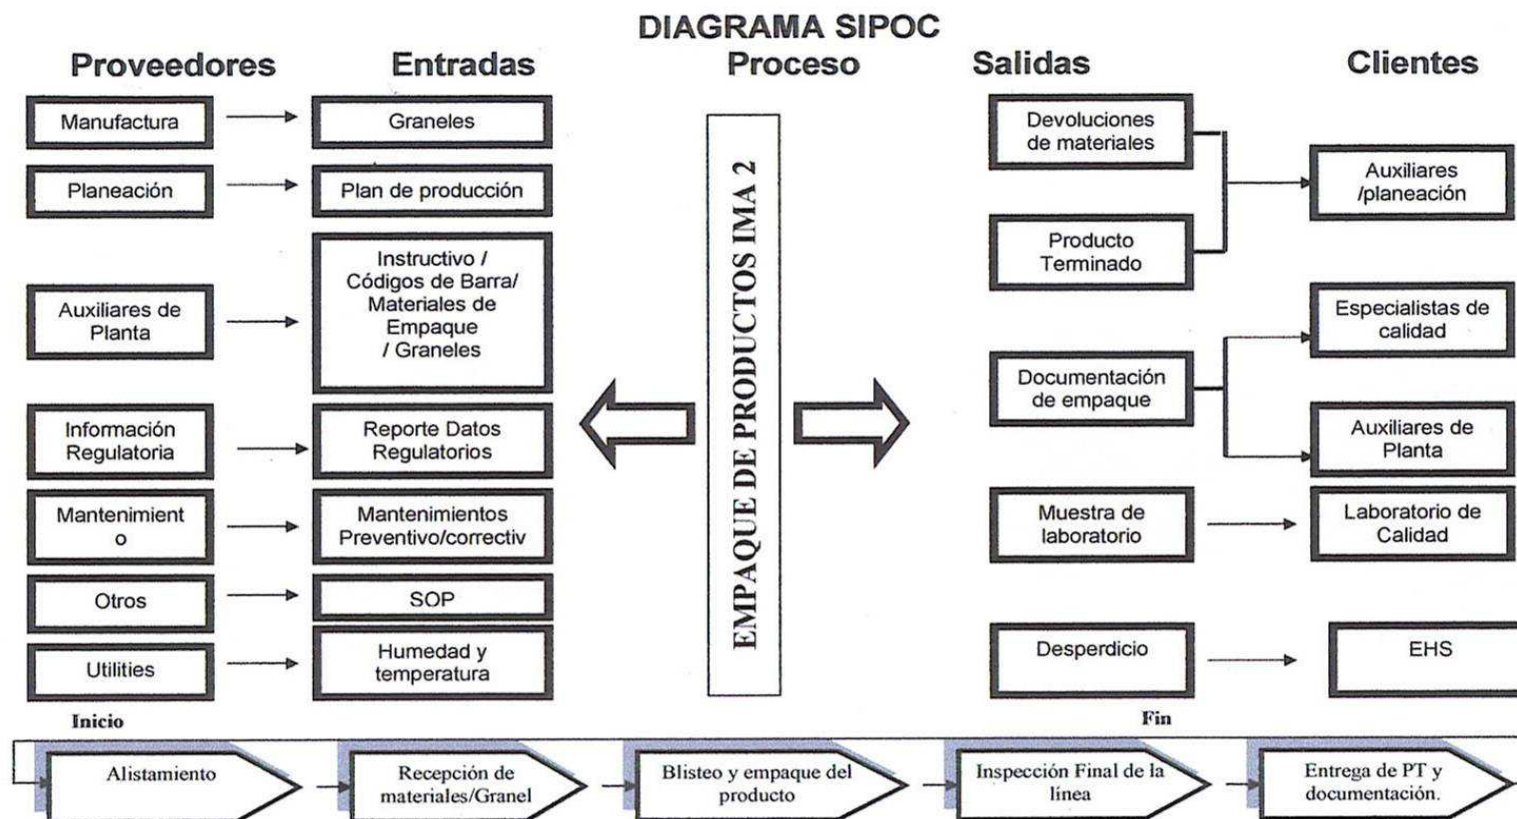 DIAGRAMA SIPOC
Proveedores
Entradas
Proceso
Salidas
Clientes
Manufactura
Graneles
Planeación
Plan de producción
Auxiliares de
Planta
Instructivo /
Códigos de Barra/
Materiales de
Empaque
/ Graneles
Información
Regulatoria
Reporte Datos
Regulatorios
Mantenimient
o
Mantenimientos
Preventivo/correctiv
Otros
SOP
Utilities
Humedad y
temperatura
EMPAQUE DE PRODUCTOS IMA 2
Devoluciones
de materiales
Producto
Terminado
Auxiliares
/planeación
Documentación
de empaque
Especialistas de
calidad
Auxiliares de
Planta
Muestra de
laboratorio
Laboratorio de
Calidad
Desperdicio
EHS
Inicio
Fin
Alistamiento
Recepción de
materiales/Granel
Blisteo y empaque del
producto
Inspección Final de la
línea
Entrega de PT y
documentación.